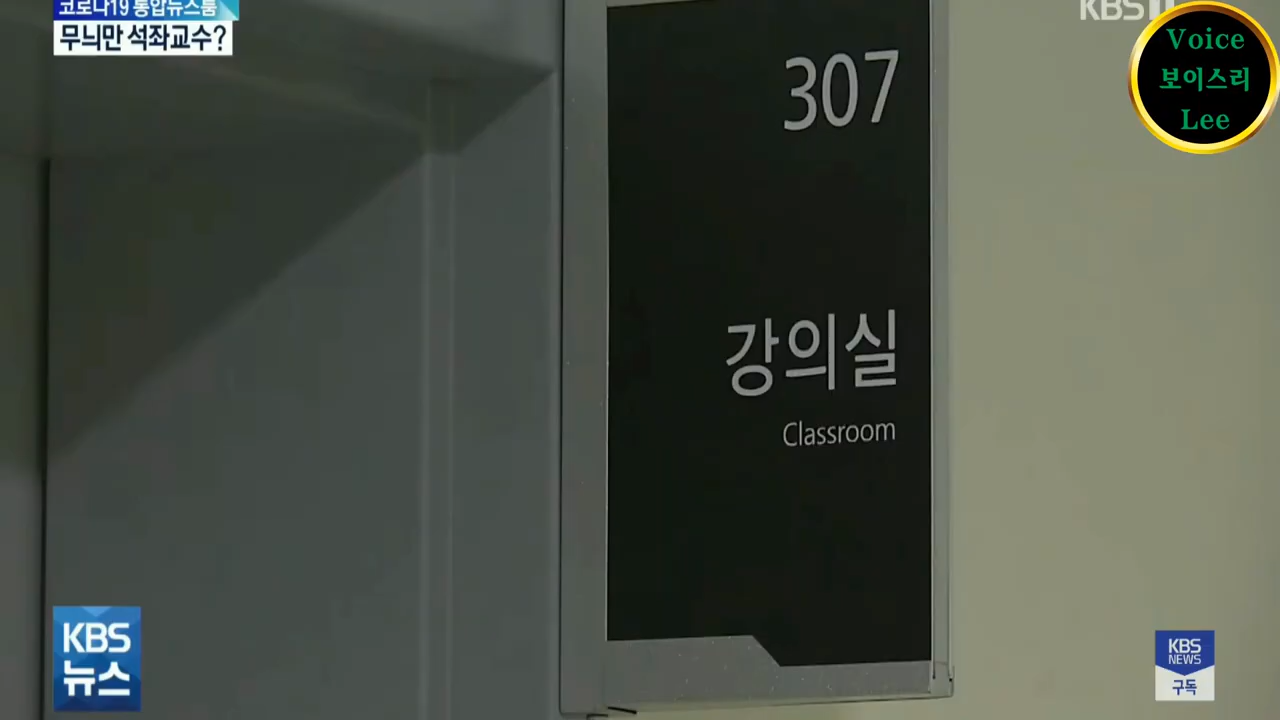 코로나19 통합뉴스룸
무늬만 석좌교수?
KBS 1
Voice
보이스리
Lee
307
강의실
Classroom
KBS
뉴스
KBS
NEWS
구독